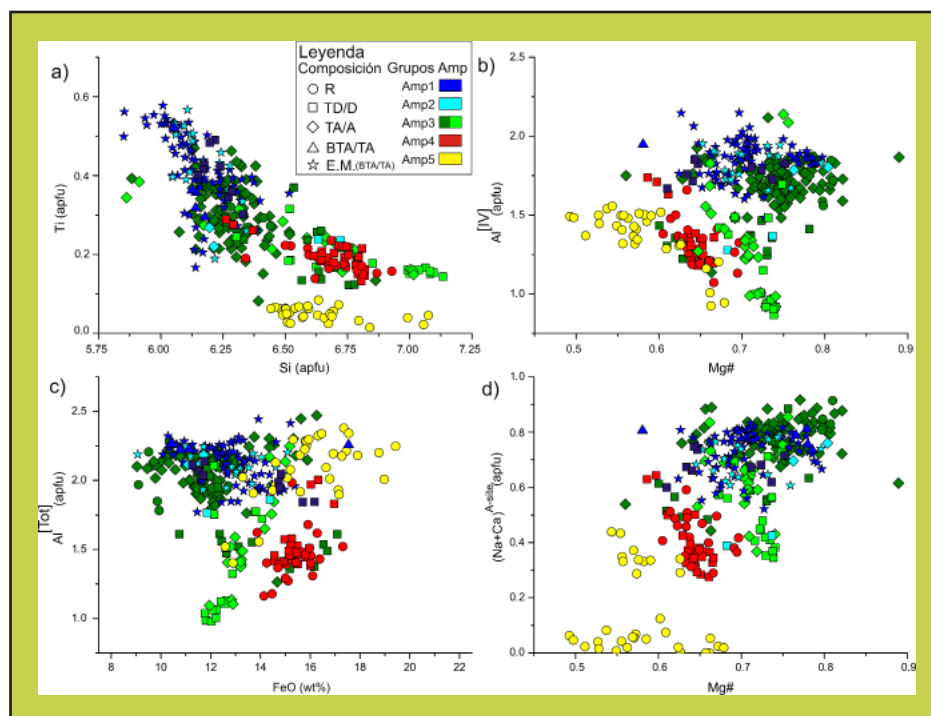 a)
Leyenda
Composición Grupos Amp
R
TD/D
TA/A
BTA/TA
E.M.(BTA/TA)
Amp1
Amp2
Amp3
Amp4
Amp5
Ti (apfu)
0.6
0.4
0.2
0.0
5.75 6.00 6.25 6.50 6.75 7.00 7.25
Si (apfu)
b)
Al[IV](apfu)
2.5
2.0
1.5
1.0
0.5 0.6 0.7 0.8 0.9
Mg#
c)
Al[Tot](apfu)
2.5
2.0
1.5
1.0
8 10 12 14 16 18 20 22
FeO (wt%)
d)
(Na+Ca)A-site(apfu)
1.0
0.8
0.6
0.4
0.2
0.0
0.5 0.6 0.7 0.8 0.9
Mg#